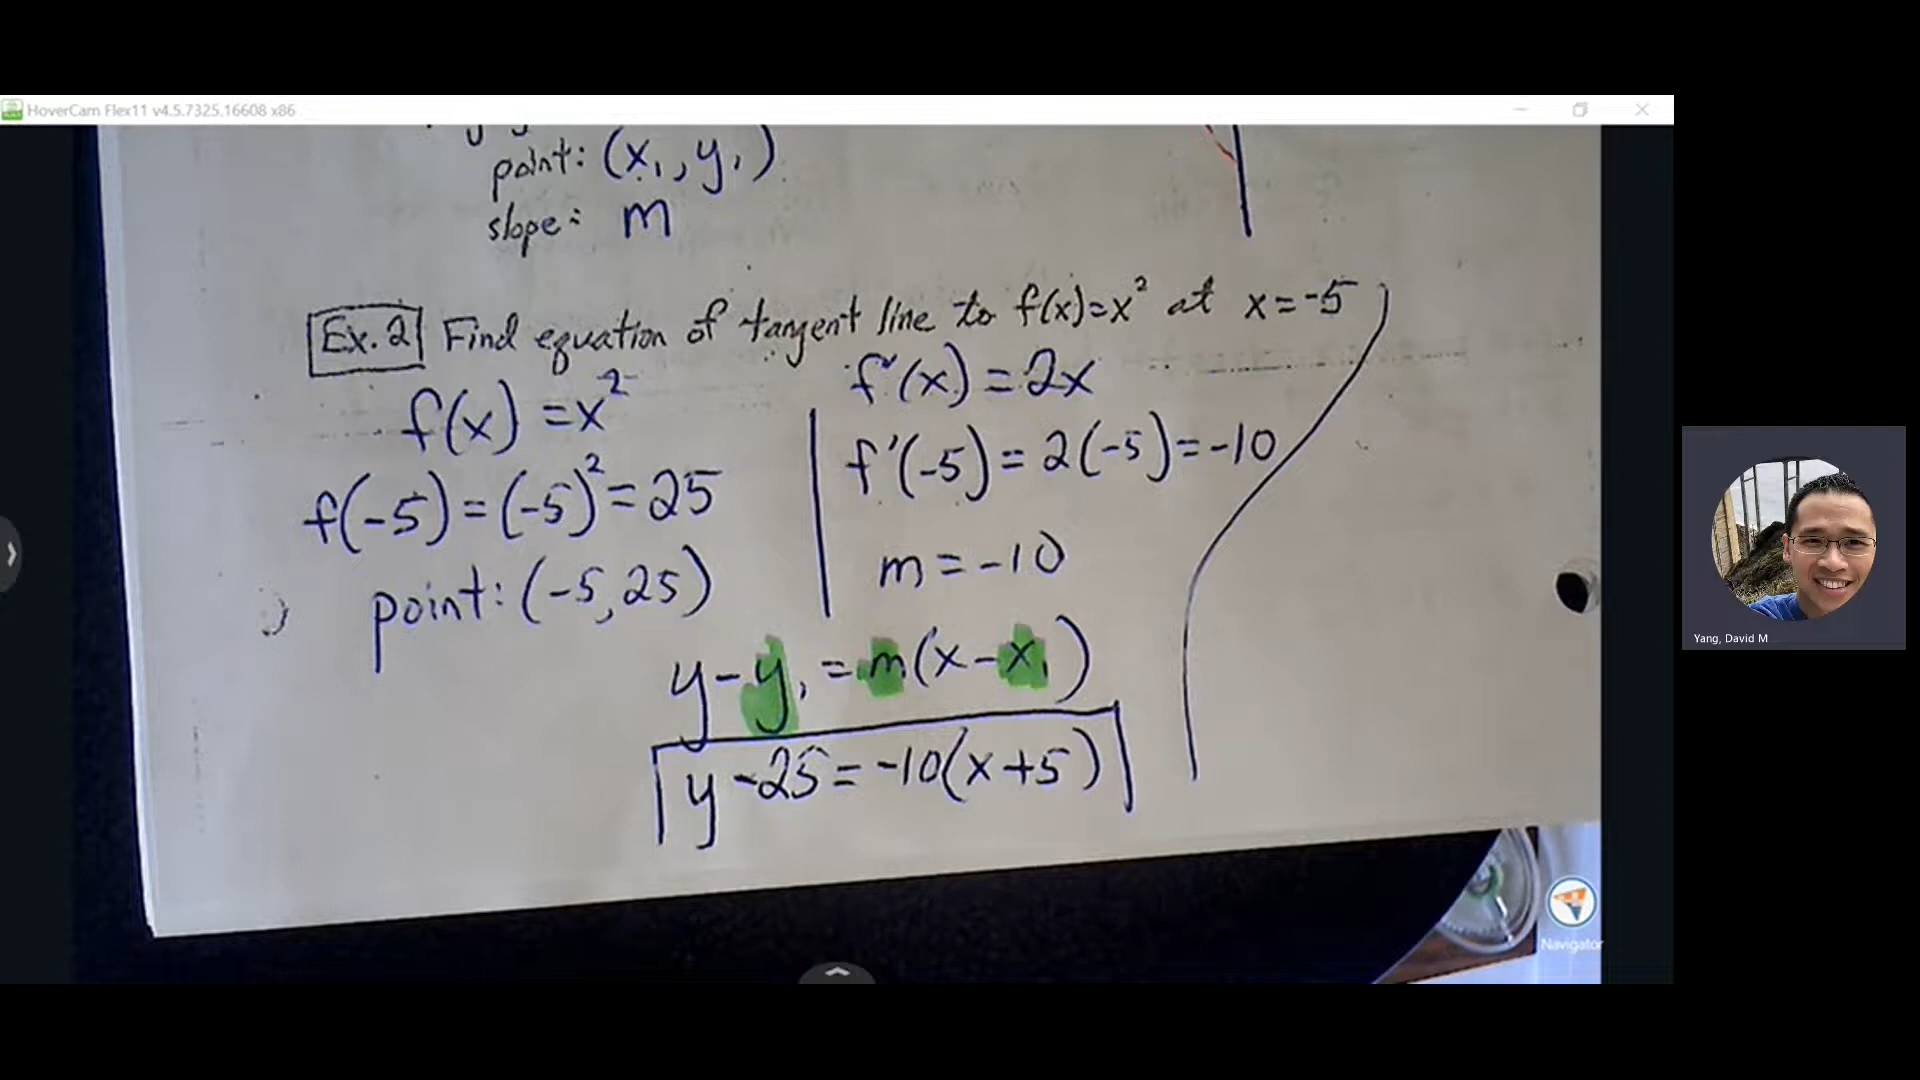 HoverCam Flex11 v4.5.7325.16608 x86
point: (x₁, y₁)
slope: m
Ex. 2 Find equation of tangent line to f(x)=x² at x=-5
f(x) = x²
f(-5) = (-5)² = 25
point: (-5, 25)
f'(x) = 2x
f'(-5) = 2(-5) = -10
m = -10
y - y₁ = m(x - x₁)
y - 25 = -10(x+5)
Yang, David M
Navigator